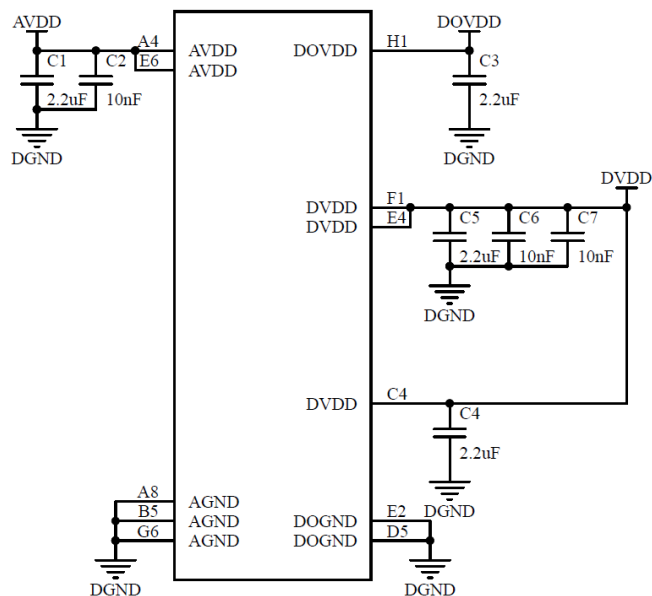 AVDD
DOVDD
A4
AVDD
DOVDD
H1
C1
C2
E6
AVDD
C3
2.2uF
10nF
2.2uF
DGND
DGND
DVDD
DVDD
F1
DVDD
E4
C5
C6
C7
2.2uF
10nF
10nF
DGND
DVDD
C4
C4
2.2uF
A8
AGND
DGND
B5
AGND
DOGND
E2
G6
AGND
DOGND
D5
DGND
DGND